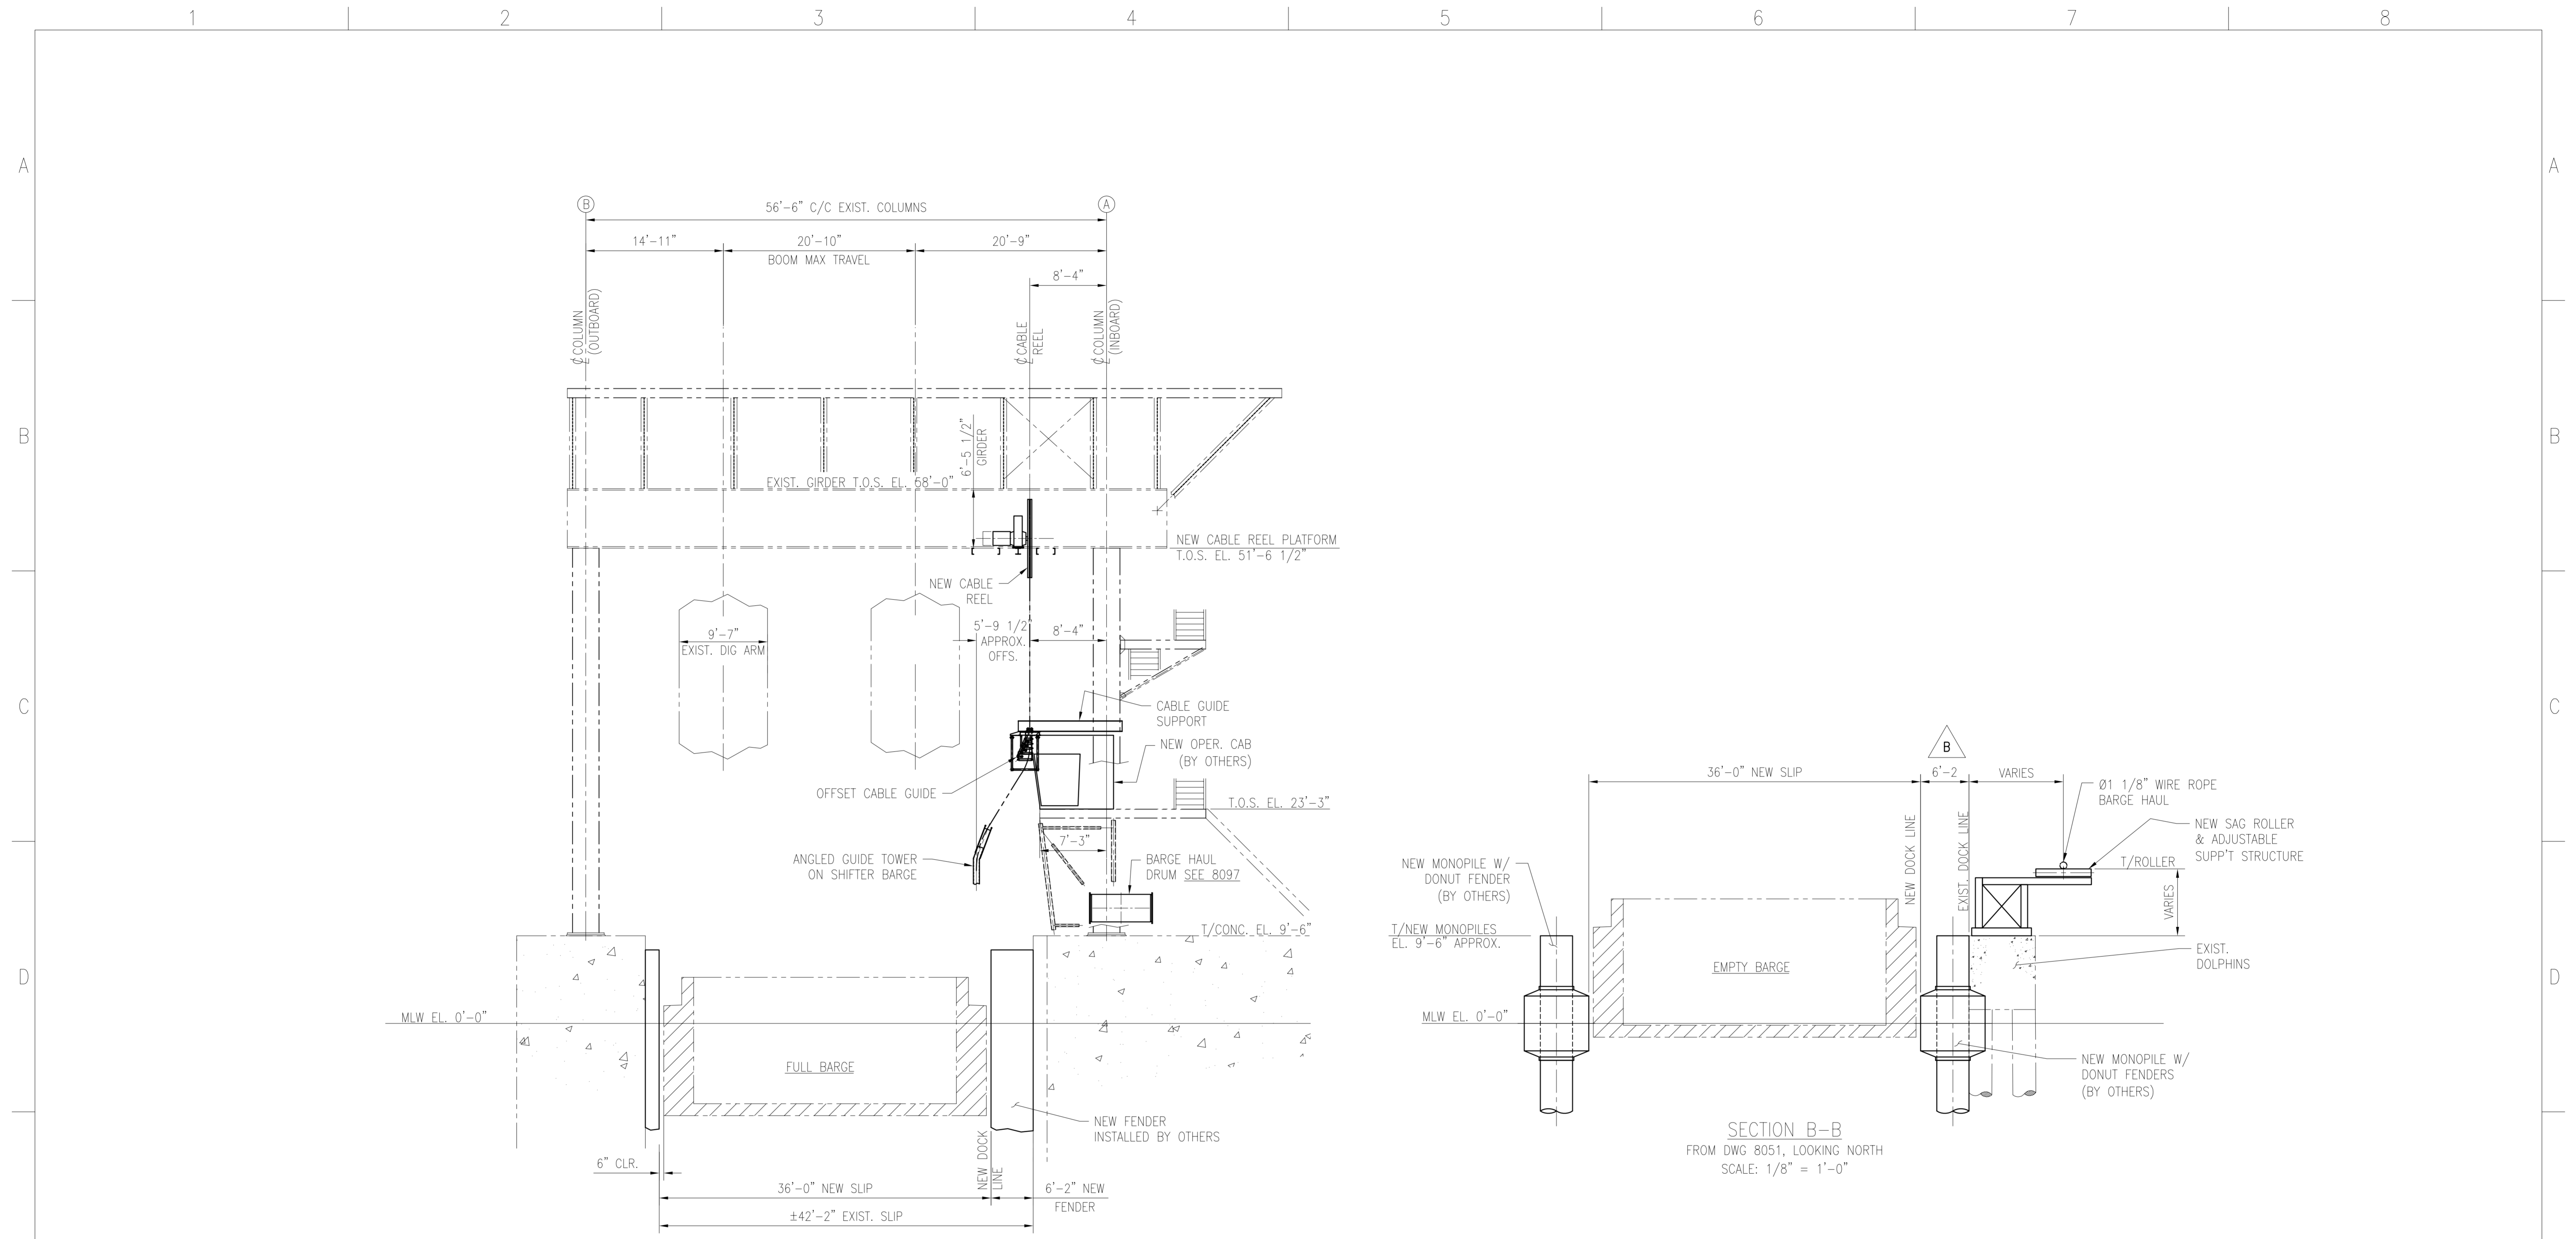 1 2 3 4 5 6 7 8
A A
B B
C C
D D
B
A
56'-6" C/C EXIST. COLUMNS
14'-11"
20'-10"
20'-9"
BOOM MAX TRAVEL
8'-4"
℄ COLUMN
(OUTBOARD)
℄ CABLE
REEL
℄ COLUMN
(INBOARD)
6'-5 1/2"
GIRDER
EXIST. GIRDER T.O.S. EL. 58'-0"
NEW CABLE REEL PLATFORM
T.O.S. EL. 51'-6 1/2"
NEW CABLE
REEL
9'-7"
EXIST. DIG ARM
5'-9 1/2"
APPROX.
OFFS.
8'-4"
CABLE GUIDE
SUPPORT
NEW OPER. CAB
(BY OTHERS)
OFFSET CABLE GUIDE
T.O.S. EL. 23'-3"
7'-3"
ANGLED GUIDE TOWER
ON SHIFTER BARGE
BARGE HAUL
DRUM SEE 8097
T/CONC. EL. 9'-6"
MLW EL. 0'-0"
FULL BARGE
NEW FENDER
INSTALLED BY OTHERS
6" CLR.
NEW DOCK
LINE
36'-0" NEW SLIP
6'-2" NEW
FENDER
±42'-2" EXIST. SLIP
B
36'-0" NEW SLIP
6'-2
VARIES
Ø1 1/8" WIRE ROPE
BARGE HAUL
NEW DOCK LINE
EXIST. DOCK LINE
NEW SAG ROLLER
& ADJUSTABLE
SUPP'T STRUCTURE
T/ROLLER
VARIES
NEW MONOPILE W/
DONUT FENDER
(BY OTHERS)
T/NEW MONOPILES
EL. 9'-6" APPROX.
EMPTY BARGE
EXIST.
DOLPHINS
MLW EL. 0'-0"
NEW MONOPILE W/
DONUT FENDERS
(BY OTHERS)
SECTION B-B
FROM DWG 8051, LOOKING NORTH
SCALE: 1/8" = 1'-0"